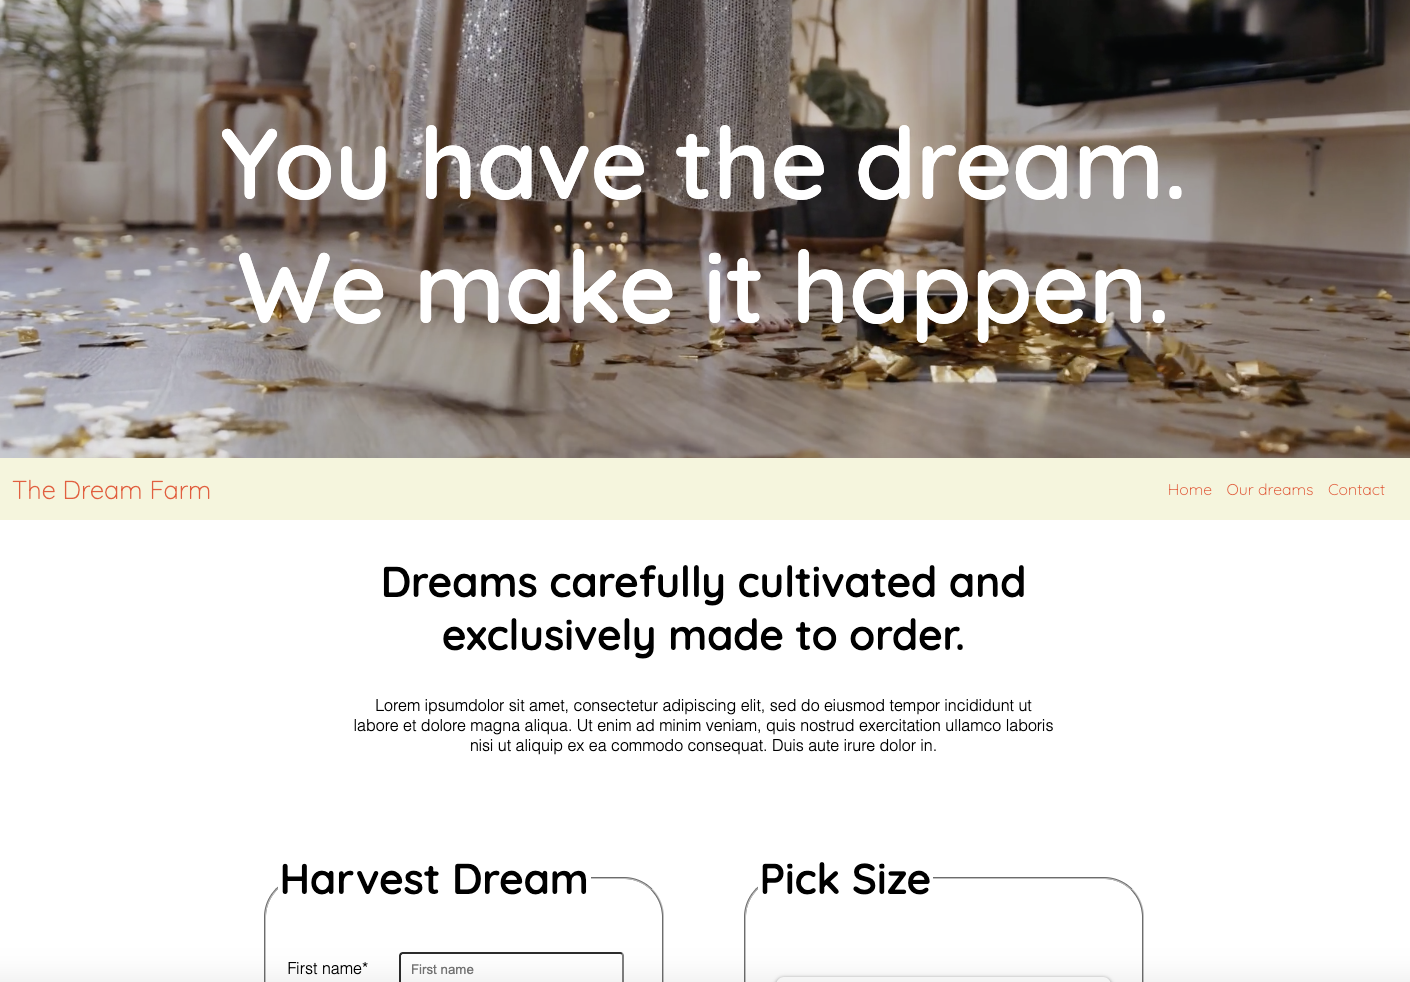 You have the dream.
We make it happen.
The Dream Farm
Home Our dreams Contact
Dreams carefully cultivated and
exclusively made to order.
Lorem ipsumdolor sit amet, consectetur adipiscing elit, sed do eiusmod tempor incididunt ut
labore et dolore magna aliqua. Ut enim ad minim veniam, quis nostrud exercitation ullamco laboris
nisi ut aliquip ex ea commodo consequat. Duis aute irure dolor in.
Harvest Dream
First name*
First name
Pick Size